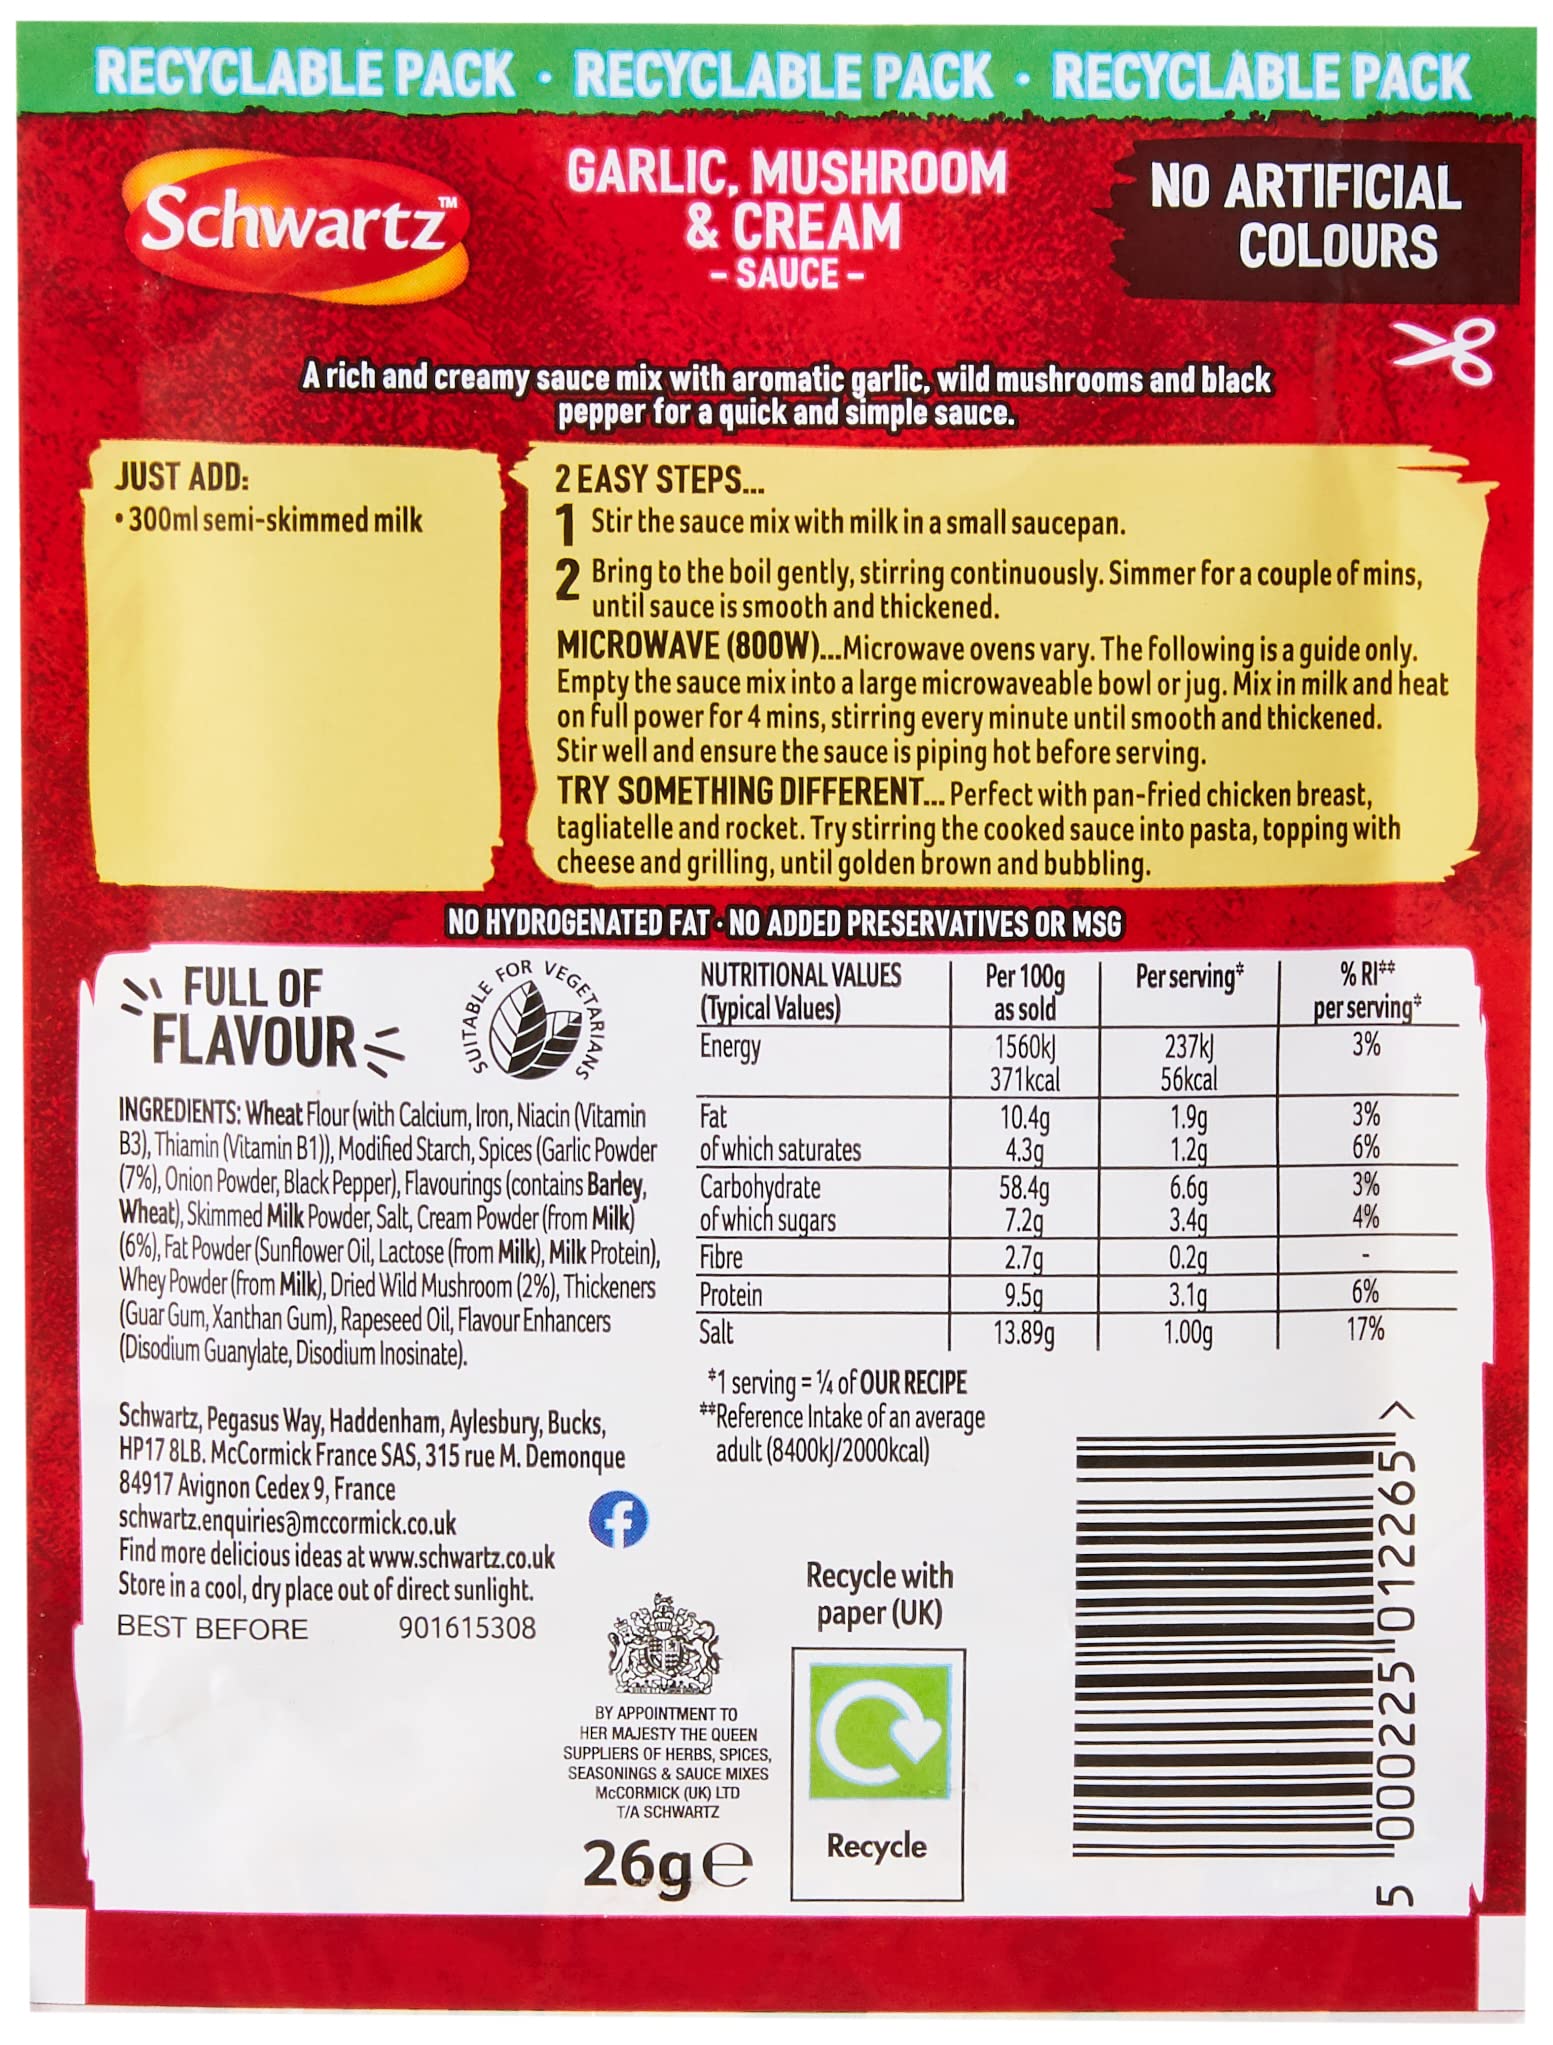 RECYCLABLE PACK • RECYCLABLE PACK • RECYCLABLE PACK
Schwartz™
GARLIC, MUSHROOM
& CREAM
- SAUCE -
NO ARTIFICIAL
COLOURS
A rich and creamy sauce mix with aromatic garlic, wild mushrooms and black
pepper for a quick and simple sauce.
JUST ADD:
• 300ml semi-skimmed milk
2 EASY STEPS...
1 Stir the sauce mix with milk in a small saucepan.
2 Bring to the boil gently, stirring continuously. Simmer for a couple of mins,
until sauce is smooth and thickened.
MICROWAVE (800W)...Microwave ovens vary. The following is a guide only.
Empty the sauce mix into a large microwaveable bowl or jug. Mix in milk and heat
on full power for 4 mins, stirring every minute until smooth and thickened.
Stir well and ensure the sauce is piping hot before serving.
TRY SOMETHING DIFFERENT... Perfect with pan-fried chicken breast,
tagliatelle and rocket. Try stirring the cooked sauce into pasta, topping with
cheese and grilling, until golden brown and bubbling.
NO HYDROGENATED FAT • NO ADDED PRESERVATIVES OR MSG
FULL OF
FLAVOUR
SUITABLE FOR VEGETARIANS
INGREDIENTS: Wheat Flour (with Calcium, Iron, Niacin (Vitamin
B3), Thiamin (Vitamin B1)), Modified Starch, Spices (Garlic Powder
(7%), Onion Powder, Black Pepper), Flavourings (contains Barley,
Wheat), Skimmed Milk Powder, Salt, Cream Powder (from Milk)
(6%), Fat Powder (Sunflower Oil, Lactose (from Milk), Milk Protein),
Whey Powder (from Milk), Dried Wild Mushroom (2%), Thickeners
(Guar Gum, Xanthan Gum), Rapeseed Oil, Flavour Enhancers
(Disodium Guanylate, Disodium Inosinate).
Schwartz, Pegasus Way, Haddenham, Aylesbury, Bucks,
HP17 8LB. McCormick France SAS, 315 rue M. Demonque
84917 Avignon Cedex 9, France
schwartz.enquiries@mccormick.co.uk
Find more delicious ideas at www.schwartz.co.uk
Store in a cool, dry place out of direct sunlight.
BEST BEFORE 901615308
NUTRITIONAL VALUES Per 100g Per serving‡ % RI‡‡
(Typical Values) as sold per serving‡
Energy 1560kJ 237kJ 3%
371kcal 56kcal
Fat 10.4g 1.9g 3%
of which saturates 4.3g 1.2g 6%
Carbohydrate 58.4g 6.6g 3%
of which sugars 7.2g 3.4g 4%
Fibre 2.7g 0.2g -
Protein 9.5g 3.1g 6%
Salt 13.89g 1.00g 17%
‡1 serving = ¼ of OUR RECIPE
‡‡Reference Intake of an average
adult (8400kJ/2000kcal)
f
BY APPOINTMENT TO
HER MAJESTY THE QUEEN
SUPPLIERS OF HERBS, SPICES,
SEASONINGS & SAUCE MIXES
McCORMICK (UK) LTD
T/A SCHWARTZ
26g℮
Recycle with
paper (UK)
Recycle
5 000225 012265 >